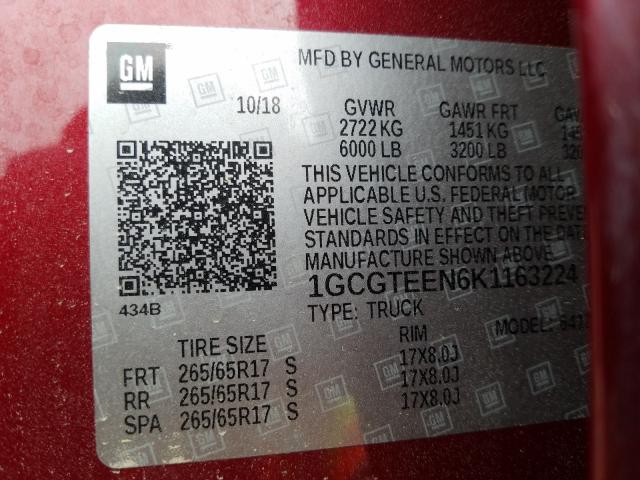 GM
MFD BY GENERAL MOTORS LLC
10/18 GVWR GAWR FRT
2722 KG 1451 KG
6000 LB 3200 LB
THIS VEHICLE CONFORMS TO ALL
APPLICABLE U.S. FEDERAL MOTOR
VEHICLE SAFETY AND THEFT
STANDARDS IN EFFECT ON THE
MANUFACTURE SHOWN ABOVE
1GCGTEEN6K1163224
434B
TYPE: TRUCK
MODEL:
TIRE SIZE RIM
FRT 265/65R17 S 17X8.0J
RR 265/65R17 S 17X8.0J
SPA 265/65R17 S 17X8.0J